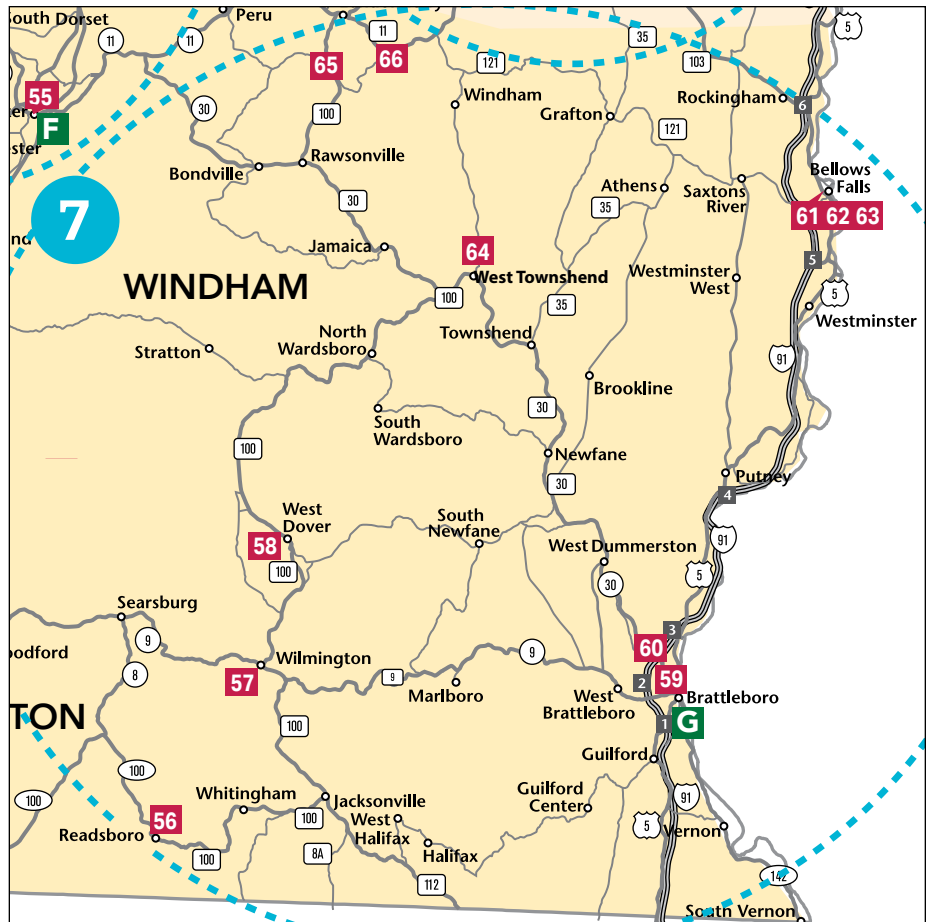 South Dorset
Peru
11
11
11
5
35
65
66
121
103
55
F
ster
30
100
Windham
Grafton
Rockingham
6
121
Bondville
Rawsonville
Bellows
Falls
Athens
Saxtons
River
7
30
35
61 62 63
nd
Jamaica
64
5
West Townshend
Westminster
West
WINDHAM
100
35
5
Westminster
North
Wardsboro
Townshend
Stratton
91
Brookline
30
South
Wardsboro
100
Newfane
30
Putney
4
West
Dover
South
Newfane
58
West Dummerston
91
100
5
30
Searsburg
3
9
60
oodford
Wilmington
9
8
57
9
2
59
Marlboro
West
Brattleboro
Brattleboro
TON
100
1
G
Guilford
100
100
Whitingham
Jacksonville
Guilford
Center
91
56
100
West
Halifax
5
Vernon
Readsboro
100
8A
Halifax
112
142
South Vernon